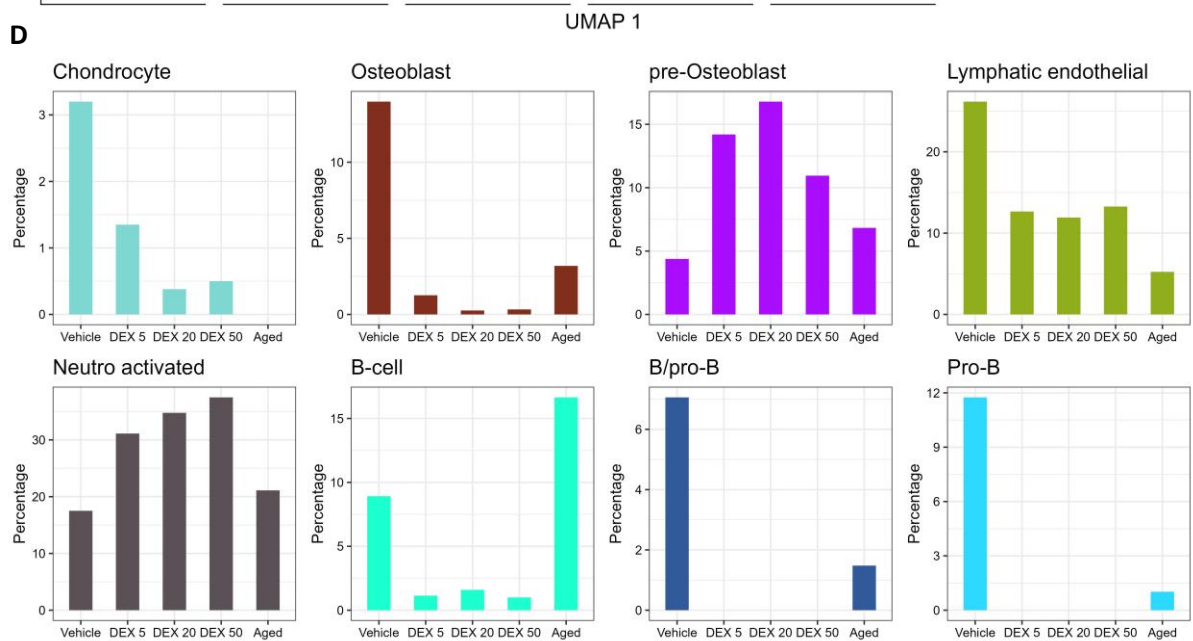 UMAP 1
D
Chondrocyte
Percentage
3
2
1
0
Vehicle DEX 5 DEX 20 DEX 50 Aged
Osteoblast
Percentage
10
5
0
Vehicle DEX 5 DEX 20 DEX 50 Aged
pre-Osteoblast
Percentage
15
10
5
0
Vehicle DEX 5 DEX 20 DEX 50 Aged
Lymphatic endothelial
Percentage
20
10
0
Vehicle DEX 5 DEX 20 DEX 50 Aged
Neutro activated
Percentage
30
20
10
0
Vehicle DEX 5 DEX 20 DEX 50 Aged
B-cell
Percentage
15
10
5
0
Vehicle DEX 5 DEX 20 DEX 50 Aged
B/pro-B
Percentage
6
4
2
0
Vehicle DEX 5 DEX 20 DEX 50 Aged
Pro-B
Percentage
12
9
6
3
0
Vehicle DEX 5 DEX 20 DEX 50 Aged